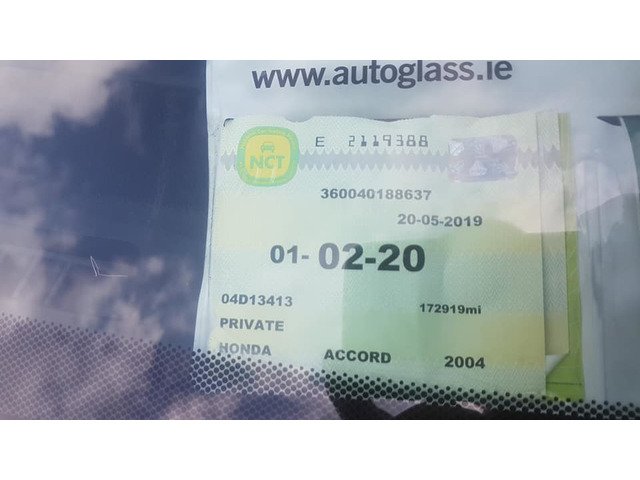 www.autoglass.ie
NCT
E 2119388
360040188637
20-05-2019
01- 02-20
04D13413
172919mi
PRIVATE
HONDA ACCORD 2004